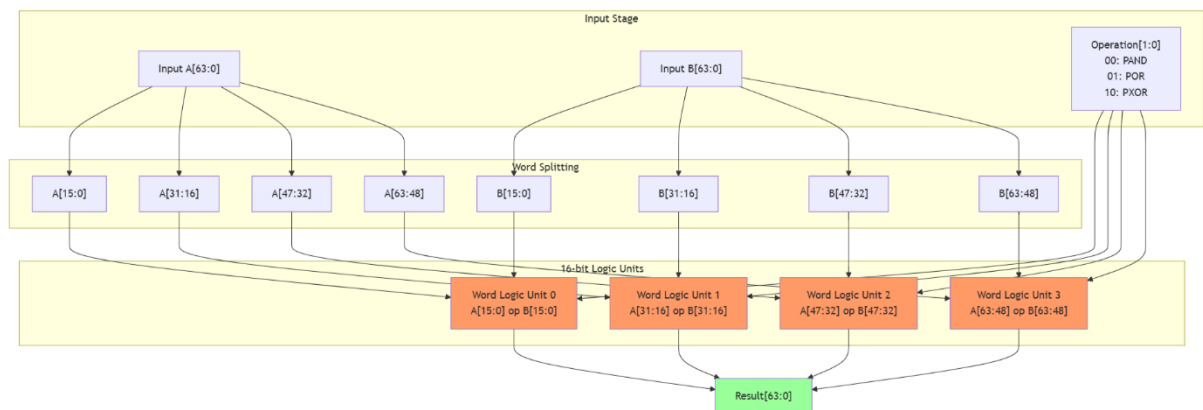 Input Stage
Input A[63:0]
Input B[63:0]
Operation[1:0]
00: PAND
01: POR
10: PXOR
Word Splitting
A[15:0]
A[31:16]
A[47:32]
A[63:48]
B[15:0]
B[31:16]
B[47:32]
B[63:48]
16-bit Logic Units
Word Logic Unit 0
A[15:0] op B[15:0]
Word Logic Unit 1
A[31:16] op B[31:16]
Word Logic Unit 2
A[47:32] op B[47:32]
Word Logic Unit 3
A[63:48] op B[63:48]
Result[63:0]